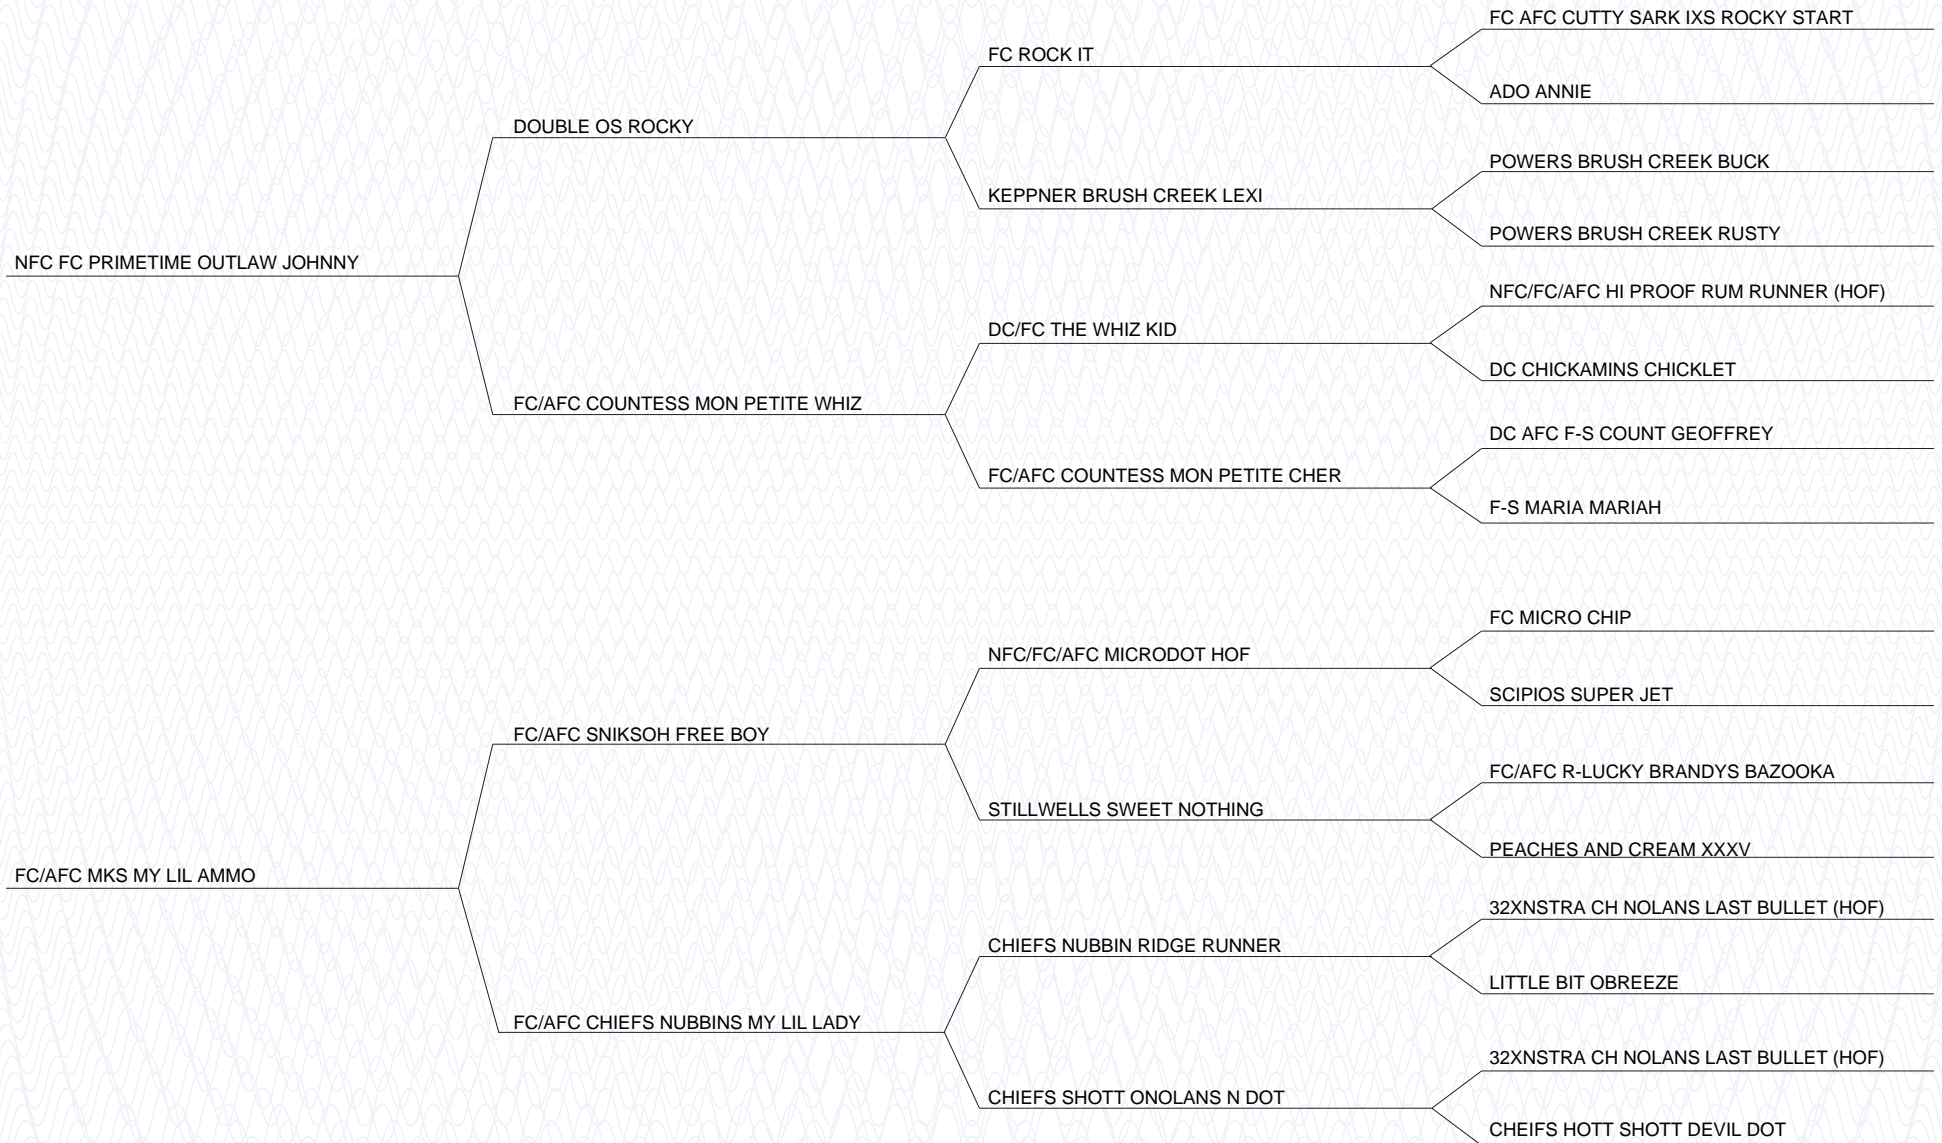 FC AFC CUTTY SARK IXS ROCKY START
FC ROCK IT
ADO ANNIE
DOUBLE OS ROCKY
POWERS BRUSH CREEK BUCK
KEPPNER BRUSH CREEK LEXI
POWERS BRUSH CREEK RUSTY
NFC FC PRIMETIME OUTLAW JOHNNY
NFC/FC/AFC HI PROOF RUM RUNNER (HOF)
DC/FC THE WHIZ KID
DC CHICKAMINS CHICKLET
FC/AFC COUNTESS MON PETITE WHIZ
DC AFC F-S COUNT GEOFFREY
FC/AFC COUNTESS MON PETITE CHER
F-S MARIA MARIAH
FC MICRO CHIP
NFC/FC/AFC MICRODOT HOF
SCIPIOS SUPER JET
FC/AFC SNIKSOH FREE BOY
FC/AFC R-LUCKY BRANDYS BAZOOKA
STILLWELLS SWEET NOTHING
PEACHES AND CREAM XXXV
FC/AFC MKS MY LIL AMMO
32XNSTRA CH NOLANS LAST BULLET (HOF)
CHIEFS NUBBIN RIDGE RUNNER
LITTLE BIT OBREEZE
FC/AFC CHIEFS NUBBINS MY LIL LADY
32XNSTRA CH NOLANS LAST BULLET (HOF)
CHIEFS SHOTT ONOLANS N DOT
CHEIFS HOTT SHOTT DEVIL DOT